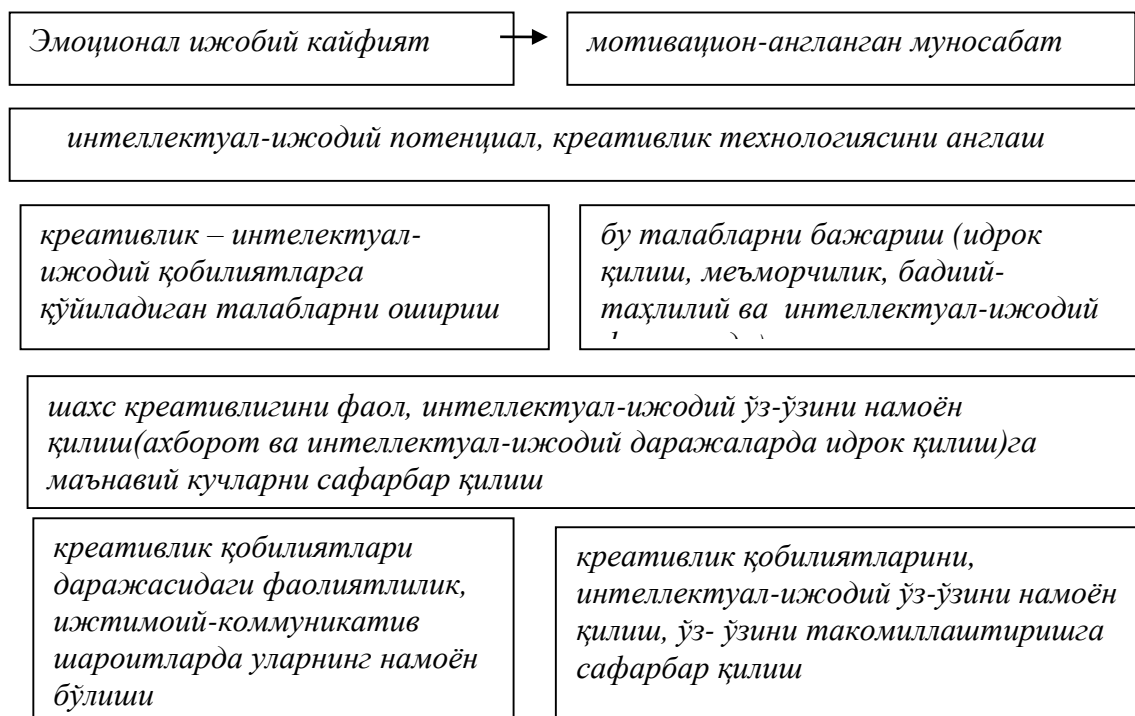 Эмоционал ижобий кайфият
мотивацион-англанган муносабат
интеллектуал-ижодий потенциал, креативлик технологиясини англаш
креативлик – интелектуал-
ижодий қобилиятларга
қўйиладиган талабларни ошириш
бу талабларни бажариш (идрок
қилиш, меъморчилик, бадиий-
таҳлилий ва интеллектуал-ижодий
шахс креативлигини фаол, интеллектуал-ижодий ўз-ўзини намоён
қилиш(ахборот ва интеллектуал-ижодий даражаларда идрок қилиш)га
маънавий кучларни сафарбар қилиш
креативлик қобилиятлари
даражасидаги фаолиятлилик,
ижтимоий-коммуникатив
шароитларда уларнинг намоён
бўлиши
креативлик қобилиятларини,
интеллектуал-ижодий ўз-ўзини намоён
қилиш, ўз- ўзини такомиллаштиришга
сафарбар қилиш